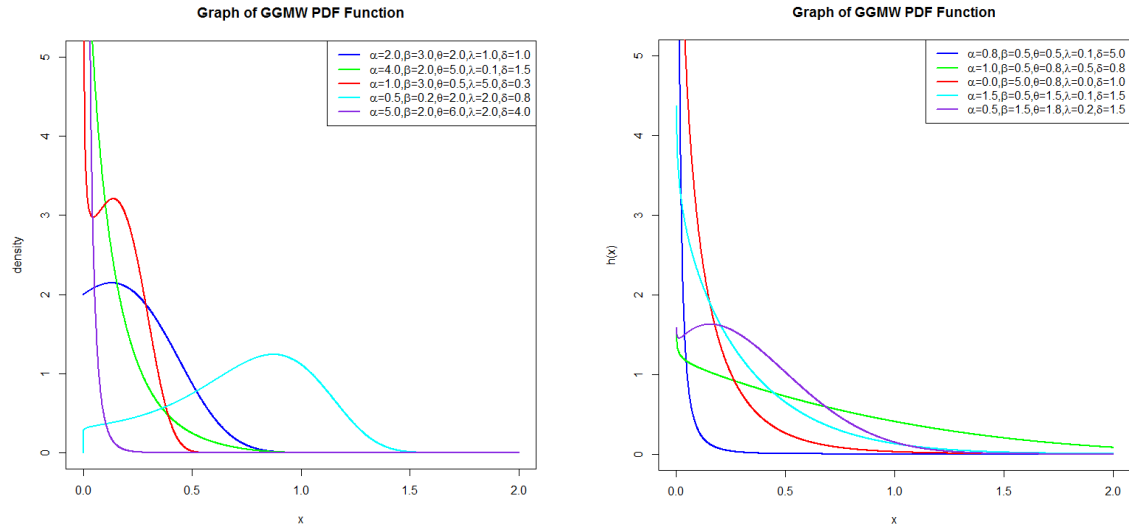 Graph of GGMW PDF Function
density
5
4
3
2
1
0
α=2.0,β=3.0,θ=2.0,λ=1.0,δ=1.0
α=4.0,β=2.0,θ=5.0,λ=0.1,δ=1.5
α=1.0,β=3.0,θ=0.5,λ=5.0,δ=0.3
α=0.5,β=0.2,θ=2.0,λ=2.0,δ=0.8
α=5.0,β=2.0,θ=6.0,λ=2.0,δ=4.0
0.0 0.5 1.0 1.5 2.0
x
Graph of GGMW PDF Function
h(x)
5
4
3
2
1
0
α=0.8,β=0.5,θ=0.5,λ=0.1,δ=5.0
α=1.0,β=0.5,θ=0.8,λ=0.5,δ=0.8
α=0.0,β=5.0,θ=0.8,λ=0.0,δ=1.0
α=1.5,β=0.5,θ=1.5,λ=0.1,δ=1.5
α=0.5,β=1.5,θ=1.8,λ=0.2,δ=1.5
0.0 0.5 1.0 1.5 2.0
x